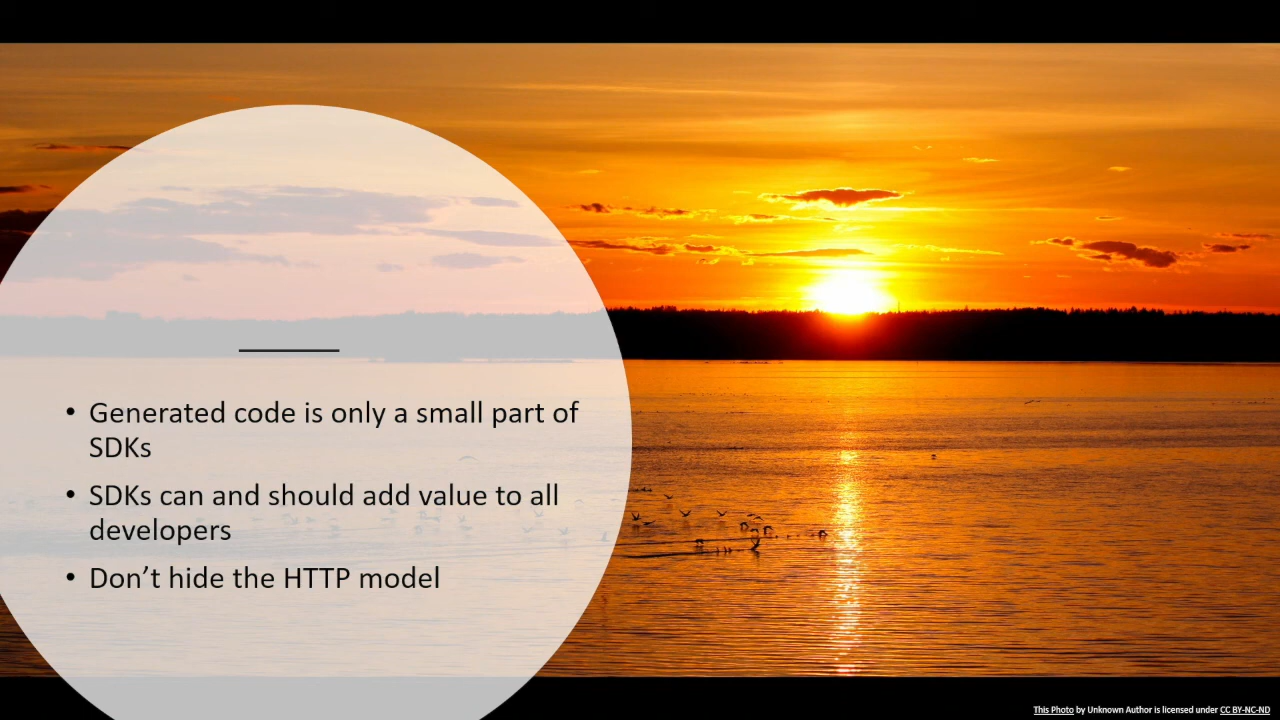 • Generated code is only a small part of
SDKs
• SDKs can and should add value to all
developers
• Don’t hide the HTTP model
This Photo by Unknown Author is licensed under CC BY-NC-ND